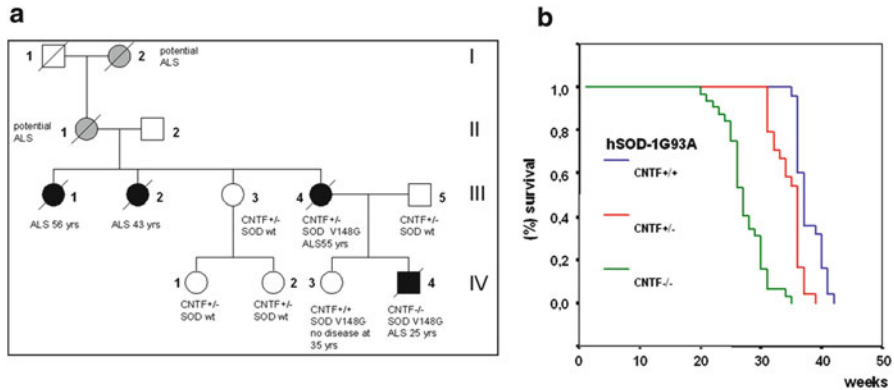 a
1
2
potential
ALS
I
potential
ALS
1
2
II
1
2
3
4
5
III
ALS 56 yrs
ALS 43 yrs
CNTF+/-
SOD wt
CNTF+/-
SOD V148G
ALS55 yrs
CNTF+/-
SOD wt
1
2
3
4
IV
CNTF+/-
SOD wt
CNTF+/-
SOD wt
CNTF+/+
SOD V148G
no disease at
35 yrs
CNTF-/-
SOD V148G
ALS 25 yrs
b
(%) survival
1,0
0,8
0,6
0,4
0,2
0,0
hSOD-1G93A
CNTF+/+
CNTF+/-
CNTF-/-
0
10
20
30
40
50
weeks